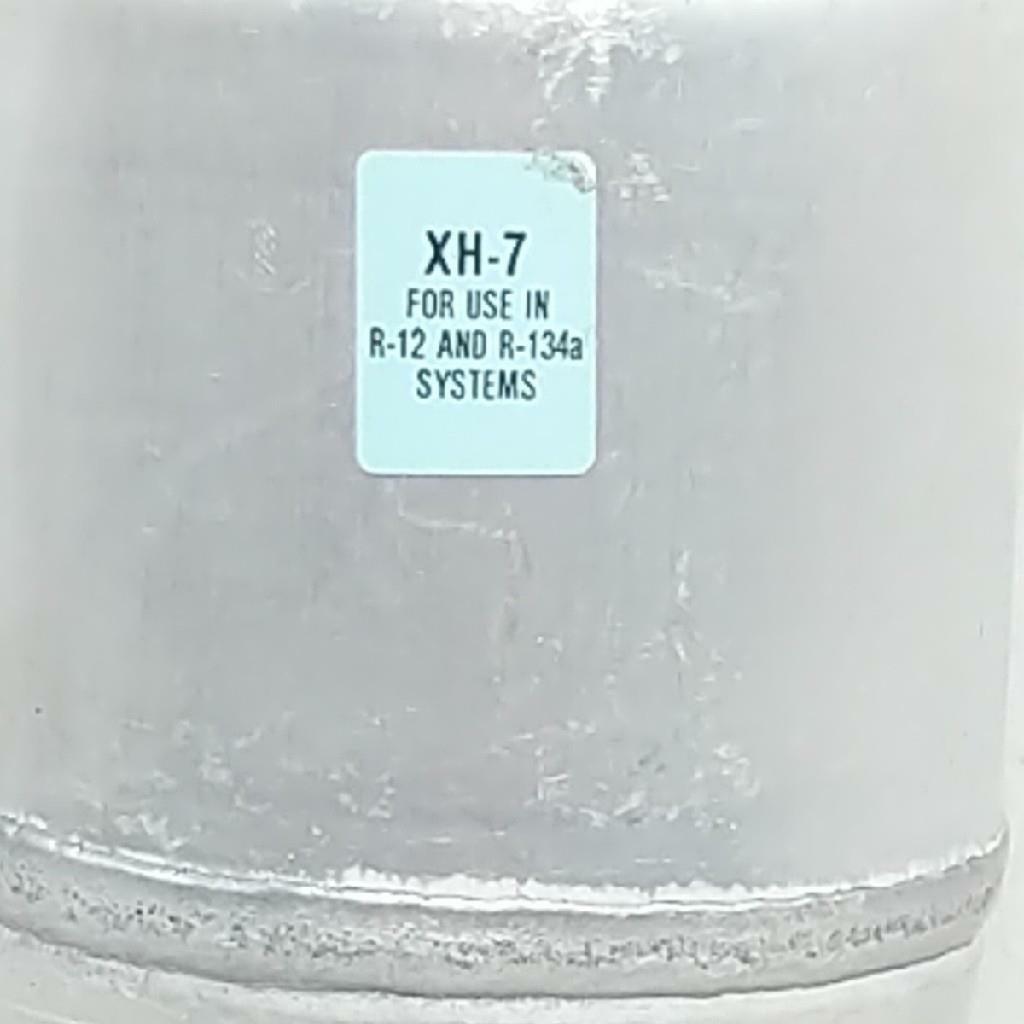 XH-7
FOR USE IN
R-12 AND R-134a
SYSTEMS